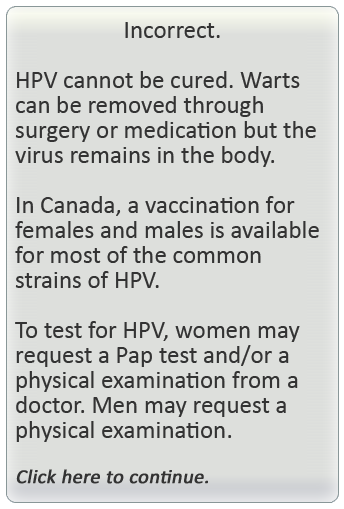 Incorrect.
HPV cannot be cured. Warts
can be removed through
surgery or medication but the
virus remains in the body.
In Canada, a vaccination for
females and males is available
for most of the common
strains of HPV.
To test for HPV, women may
request a Pap test and/or a
physical examination from a
doctor. Men may request a
physical examination.
Click here to continue.